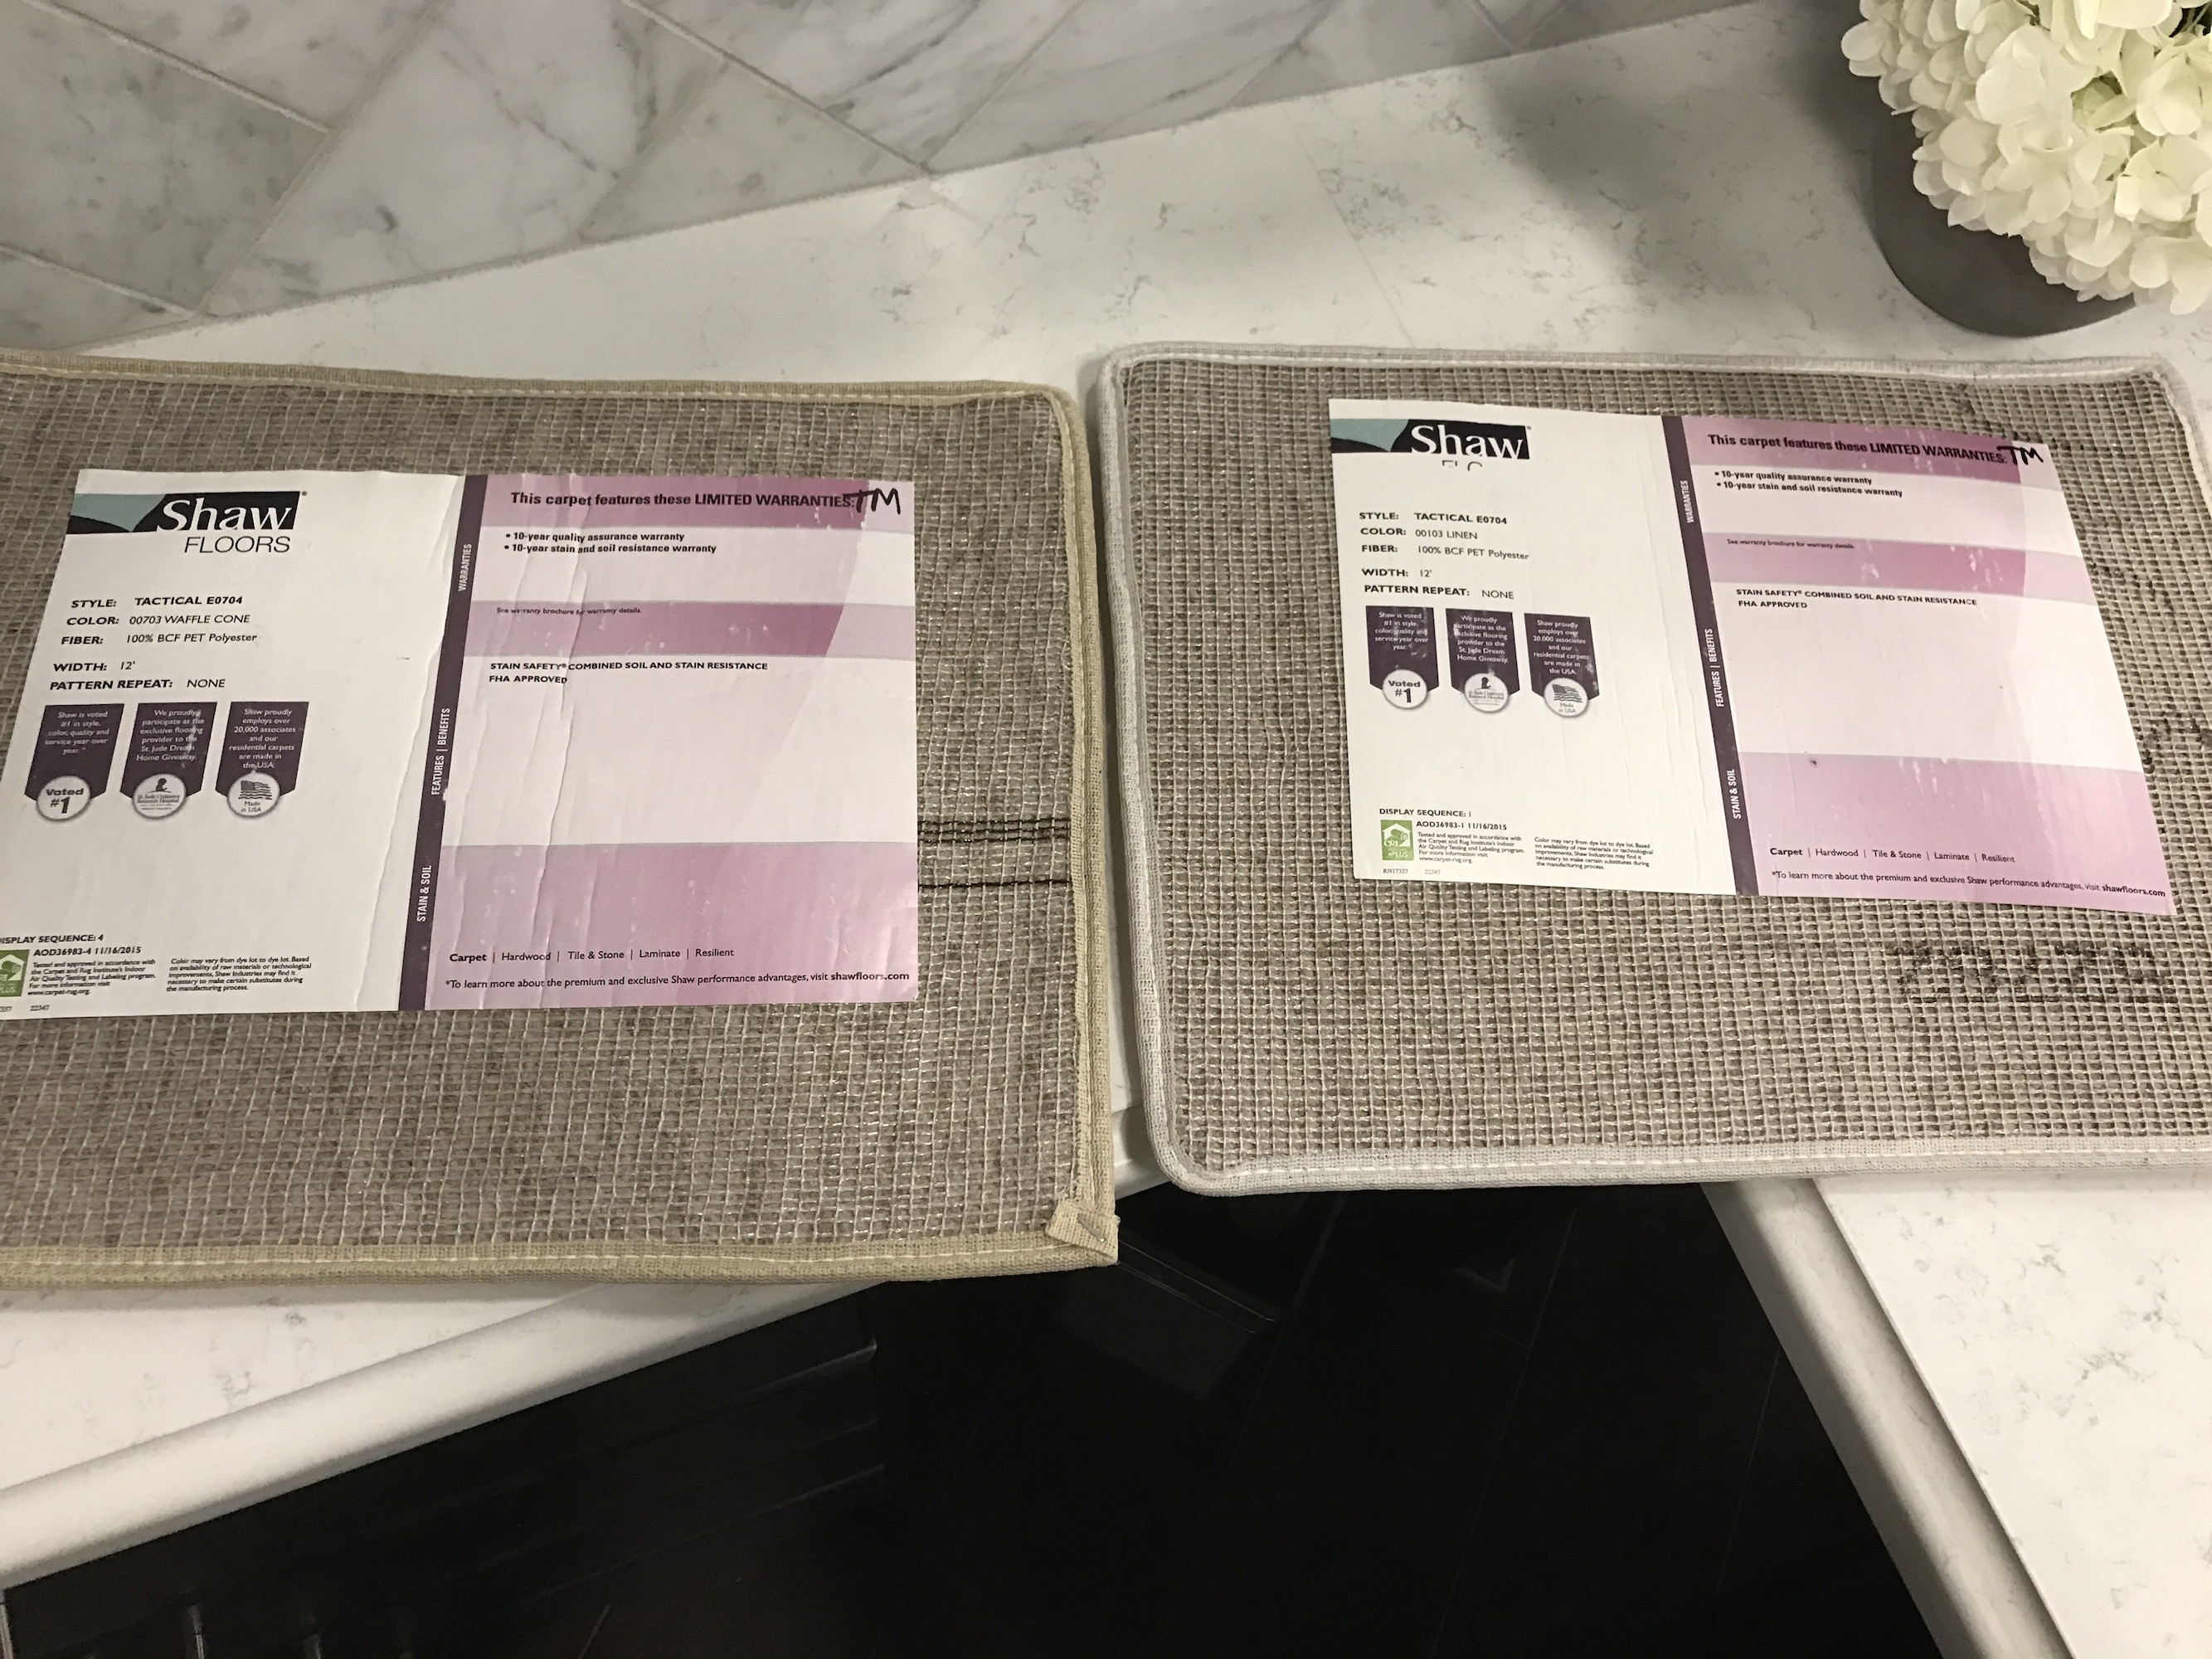 Shaw®
FLOORS
STYLE: TACTICAL E0704
COLOR: 00703 WAFFLE CONE
FIBER: 100% BCF PET Polyester
WIDTH: 12'
PATTERN REPEAT: NONE
Shaw is voted
#1 in style,
color, quality and
service year over
year.*
Voted
#1
We proudly
participate as the
exclusive flooring
provider to the
St. Jude Dream
Home Giveaway.
St. Jude Children's
Research Hospital
Shaw proudly
employs over
20,000 associates
and our
residential carpets
are made in
the USA.
Made
in USA
ISPLAY SEQUENCE: 4
AOD36983-4 11/16/2015
Tested and approved in accordance with
the Carpet and Rug Institute's Indoor
Air Quality Testing and Labeling program.
For more information visit
www.carpet-rug.org.
Color may vary from dye lot to dye lot. Based
on availability of raw materials or technological
improvements, Shaw Industries may find it
necessary to make certain substitutes during
the manufacturing process.
PLUS
22347
WARRANTIES
FEATURES | BENEFITS
STAIN & SOIL
This carpet features these LIMITED WARRANTIES:
TM
• 10-year quality assurance warranty
• 10-year stain and soil resistance warranty
See warranty brochure for warranty details.
STAIN SAFETY® COMBINED SOIL AND STAIN RESISTANCE
FHA APPROVED
Carpet | Hardwood | Tile & Stone | Laminate | Resilient
*To learn more about the premium and exclusive Shaw performance advantages, visit shawfloors.com
Shaw®
STYLE: TACTICAL E0704
COLOR: 00103 LINEN
FIBER: 100% BCF PET Polyester
WIDTH: 12'
PATTERN REPEAT: NONE
Shaw is voted
#1 in style,
color, quality and
service year over
year.*
Voted
#1
We proudly
participate as the
exclusive flooring
provider to the
St. Jude Dream
Home Giveaway.
Shaw proudly
employs over
20,000 associates
and our
residential carpets
are made in
the USA.
Made
in USA
DISPLAY SEQUENCE: 1
AOD36983-1 11/16/2015
Tested and approved in accordance with
the Carpet and Rug Institute's Indoor
Air Quality Testing and Labeling program.
For more information visit
www.carpet-rug.org.
Color may vary from dye lot to dye lot. Based
on availability of raw materials or technological
improvements, Shaw Industries may find it
necessary to make certain substitutes during
the manufacturing process.
CRI
PLUS
RN17357 22347
WARRANTIES
FEATURES | BENEFITS
STAIN & SOIL
This carpet features these LIMITED WARRANTIES:
TM
• 10-year quality assurance warranty
• 10-year stain and soil resistance warranty
See warranty brochure for warranty details.
STAIN SAFETY® COMBINED SOIL AND STAIN RESISTANCE
FHA APPROVED
Carpet | Hardwood | Tile & Stone | Laminate | Resilient
*To learn more about the premium and exclusive Shaw performance advantages, visit shawfloors.com